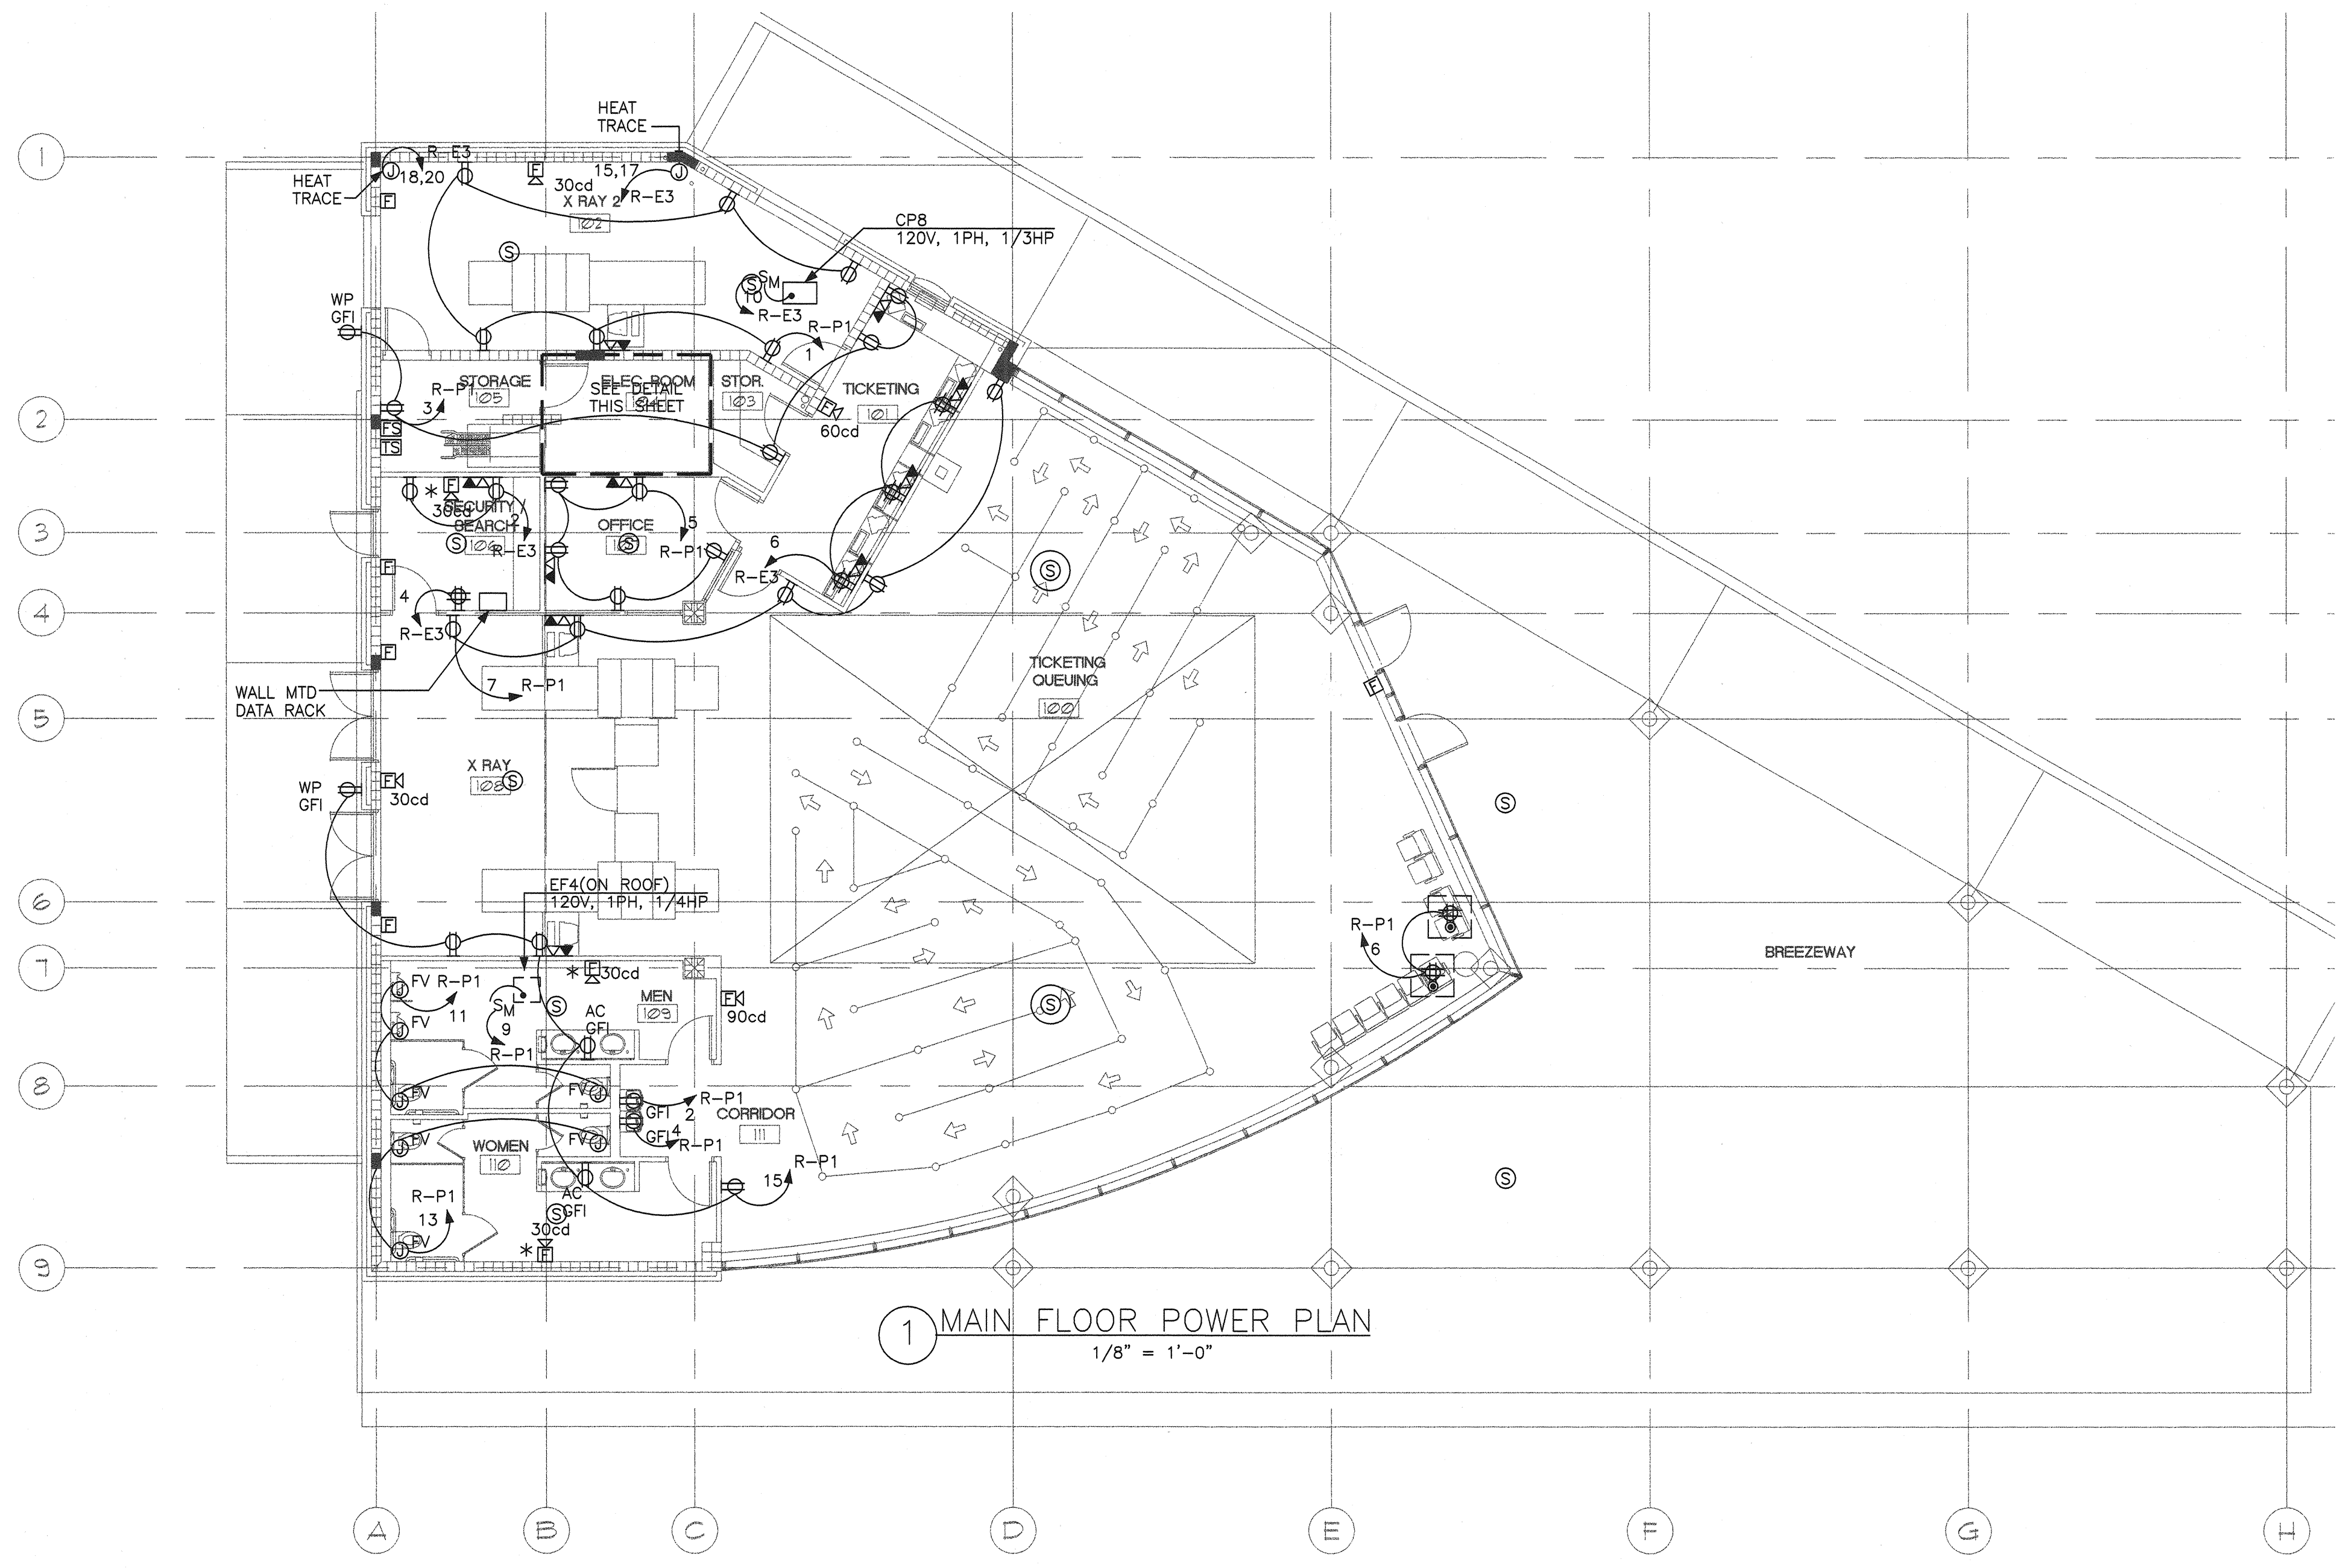 HEAT
TRACE
1
R-E3
F
15,17
J
18,20
J
30cd
HEAT
TRACE
X RAY 2
R-E3
F
102
CP8
120V, 1PH, 1/3HP
S
S
SM
10
WP
GFI
R-E3
R-P1
1
STORAGE
ELEC ROOM
STOR.
TICKETING
R-P1
105
SEE DETAIL
103
101
3
THIS SHEET
F
2
FS
60cd
TS
*
F
30cd
SECURITY /
SEARCH
2
OFFICE
5
3
S
106
R-E3
S
R-P1
6
F
R-E3
S
4
4
R-E3
F
TICKETING
QUEUING
7
R-P1
F
WALL MTD
DATA RACK
100
5
X RAY
WP
GFI
F
108
S
30cd
S
EF4(ON ROOF)
120V, 1PH, 1/4HP
6
F
R-P1
6
BREEZEWAY
7
*
F
30cd
FV
R-P1
J
MEN
F
SM
S
AC
109
90cd
S
11
FV
9
GFI
J
R-P1
8
FV
FV
J
J
R-P1
GFI
2
CORRIDOR
4
FV
FV
GFI
R-P1
111
J
WOMEN
J
110
R-P1
15
S
R-P1
AC
13
S
GFI
30cd
FV
J
*
F
9
1
MAIN FLOOR POWER PLAN
1/8" = 1'-0"
A
B
C
D
E
F
G
H